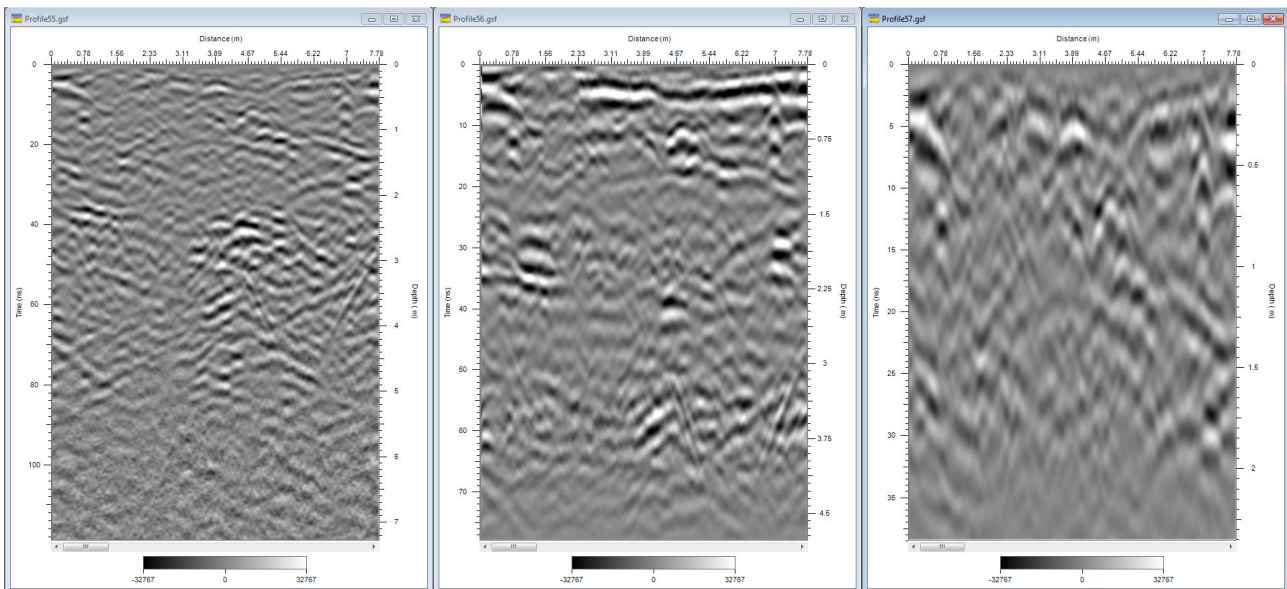 Profile55.gsf
Distance (m)
0 0.78 1.56 2.33 3.11 3.89 4.67 5.44 6.22 7 7.78
0 0
1
20
2
40
3
Time (ns) Depth ( m)
60
4
80
5
6
100
7
-32767 0 32767
Profile56.gsf
Distance (m)
0 0.78 1.56 2.33 3.11 3.89 4.67 5.44 6.22 7 7.78
0 0
10
0.75
20
1.5
30
2.25
Time (ns) Depth ( m)
40
3
50
60
3.75
70
4.5
-32767 0 32767
Profile57.gsf
Distance (m)
0 0.78 1.56 2.33 3.11 3.89 4.67 5.44 6.22 7 7.78
0 0
5
0.5
10
15
1
Time (ns) Depth ( m)
20
1.5
25
30
2
35
-32767 0 32767